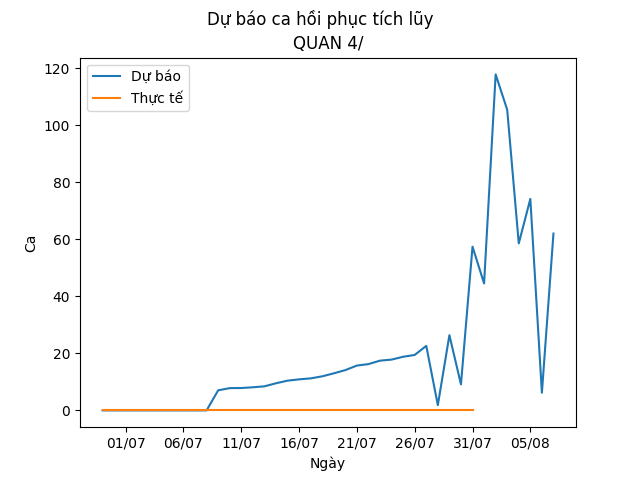 Dự báo ca hồi phục tích lũy
QUAN 4/
Dự báo
Thực tế
Ca
120
100
80
60
40
20
0
01/07 06/07 11/07 16/07 21/07 26/07 31/07 05/08
Ngày